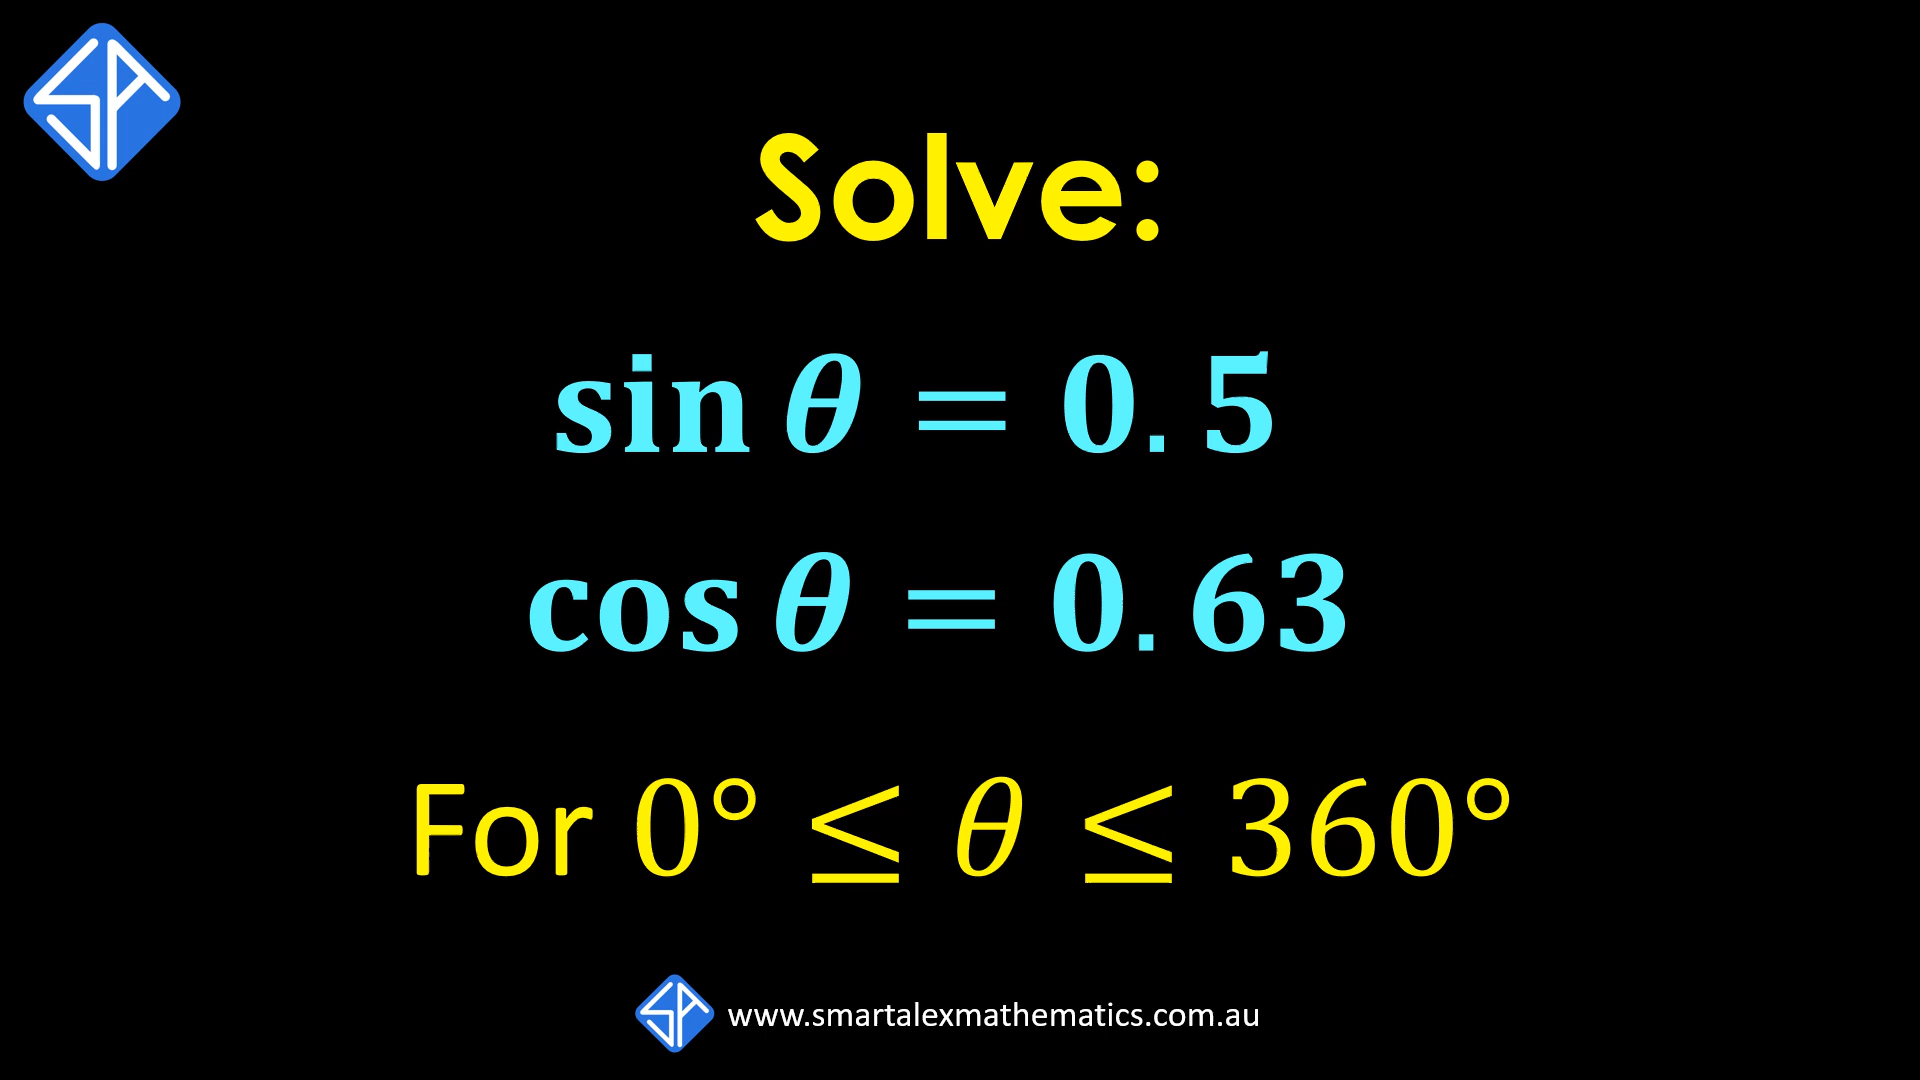 Solve:
sin θ = 0.5
cos θ = 0.63
For 0° ≤ θ ≤ 360°
www.smartalexmathematics.com.au